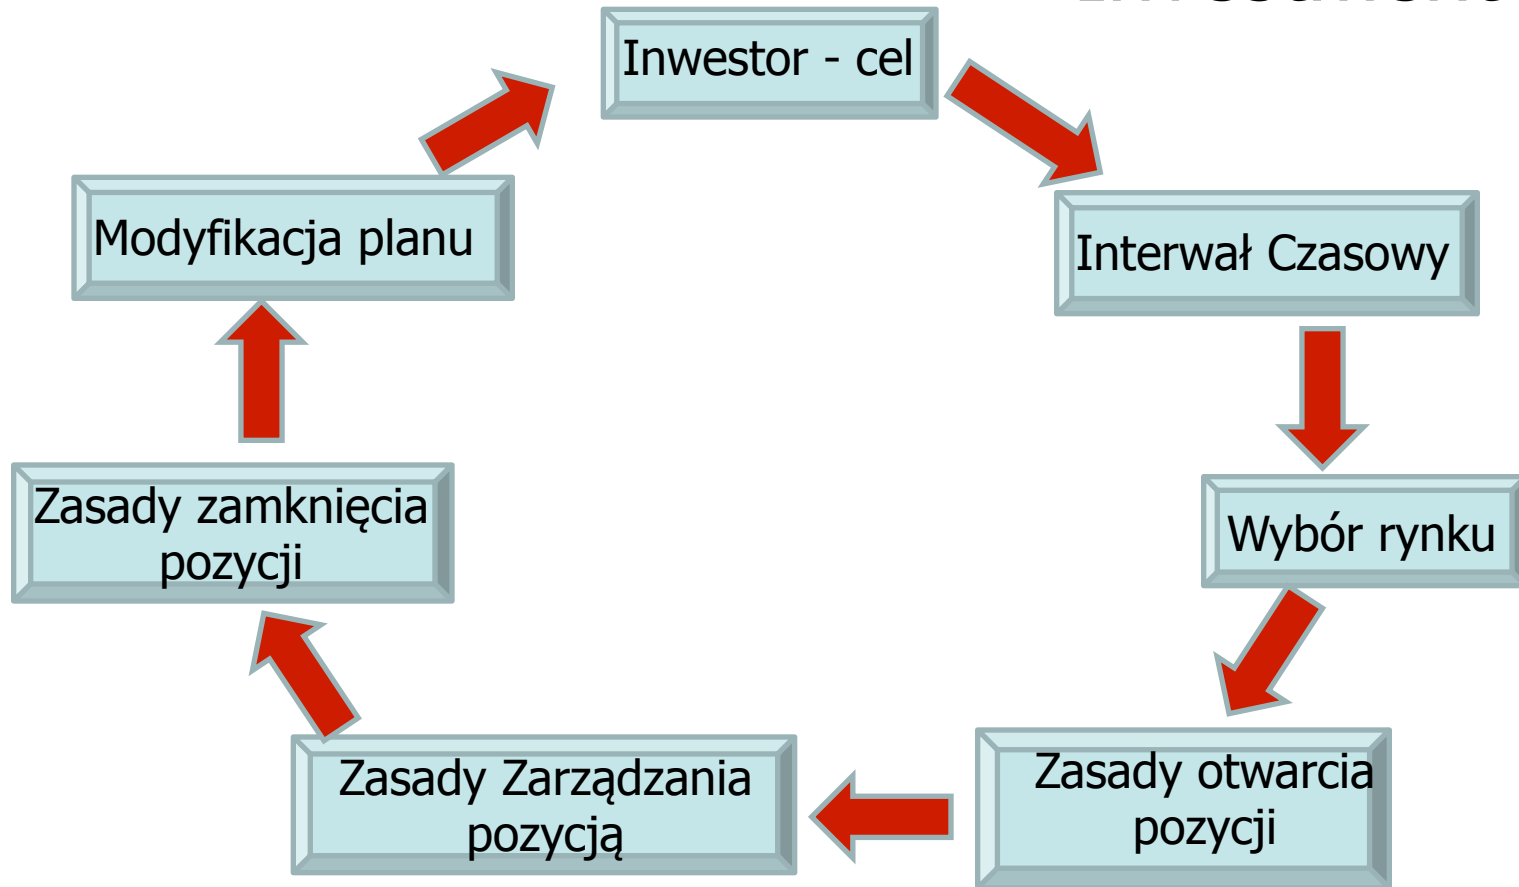 Inwestor - cel
Interwał Czasowy
Wybór rynku
Zasady otwarcia
pozycji
Zasady Zarządzania
pozycją
Zasady zamknięcia
pozycji
Modyfikacja planu